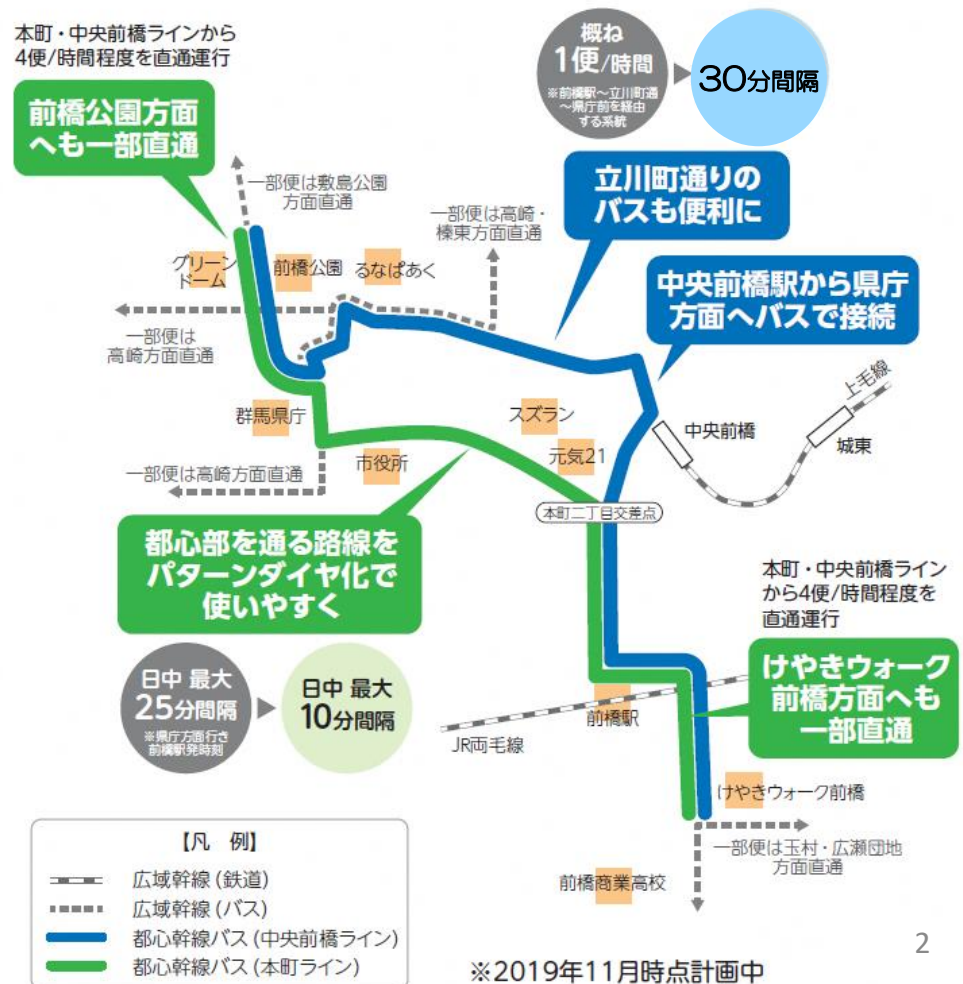 本町・中央前橋ラインから
4便/時間程度を直通運行
前橋公園方面
へも一部直通
概ね
1便/時間
※前橋駅～立川町通
～県庁前を経由
する系統
30分間隔
立川町通りの
バスも便利に
一部便は敷島公園
方面直通
一部便は高崎・
榛東方面直通
グリーン
ドーム
前橋公園
るなぱあく
中央前橋駅から県庁
方面へバスで接続
一部便は
高崎方面直通
上毛線
群馬県庁
スズラン
中央前橋
城東
市役所
元気21
一部便は高崎方面直通
本町二丁目交差点
都心部を通る路線を
パターンダイヤ化で
使いやすく
本町・中央前橋ライン
から4便/時間程度を
直通運行
けやきウォーク
前橋方面へも
一部直通
日中 最大
25分間隔
※県庁方面行き
前橋駅発時刻
日中 最大
10分間隔
前橋駅
JR両毛線
けやきウォーク前橋
一部便は玉村・広瀬団地
方面直通
前橋商業高校
【凡 例】
広域幹線(鉄道)
広域幹線(バス)
都心幹線バス(中央前橋ライン)
都心幹線バス(本町ライン)
2
※2019年11月時点計画中